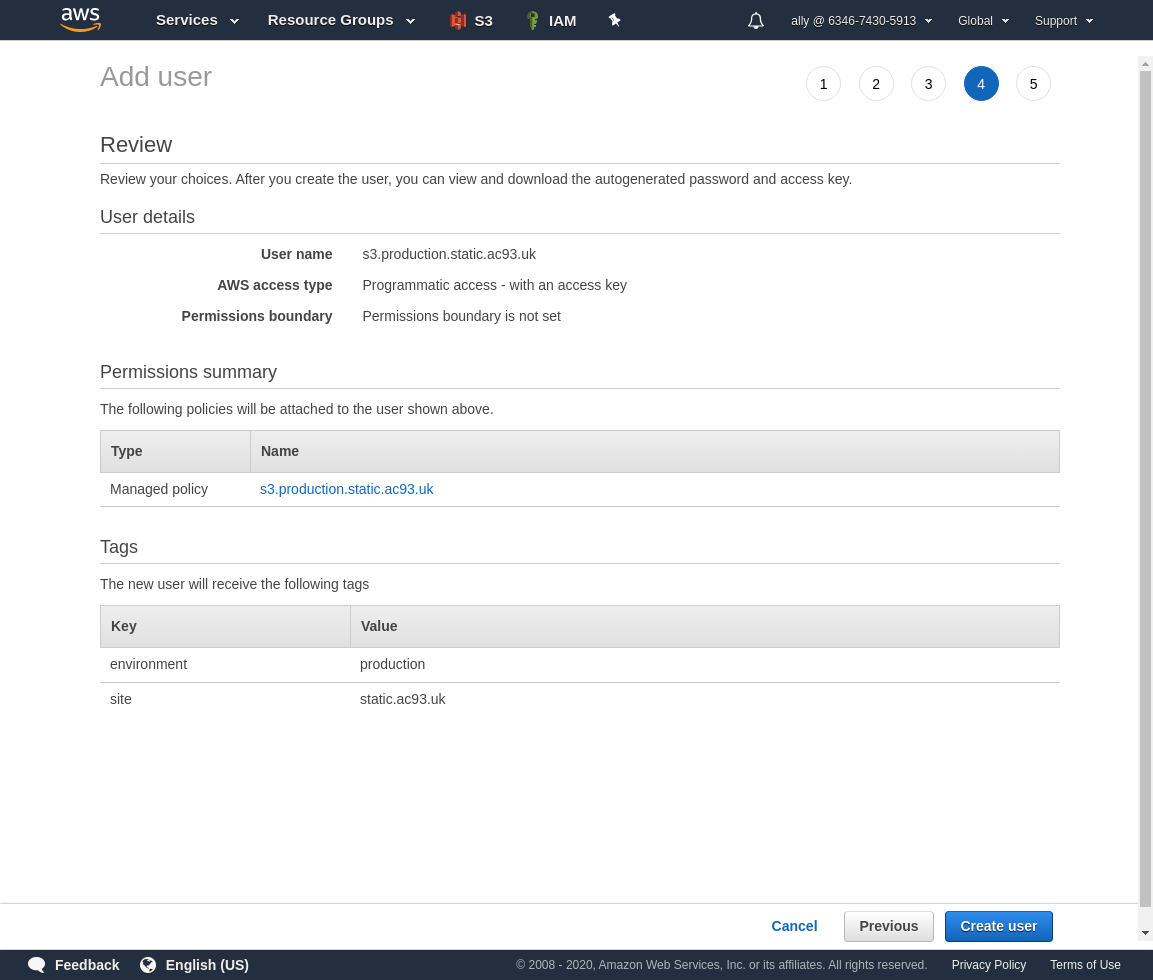 aws Services Resource Groups S3 IAM ally @ 6346-7430-5913 Global Support
Add user 1 2 3 4 5
Review
Review your choices. After you create the user, you can view and download the autogenerated password and access key.
User details
User name s3.production.static.ac93.uk
AWS access type Programmatic access - with an access key
Permissions boundary Permissions boundary is not set
Permissions summary
The following policies will be attached to the user shown above.
Type Name
Managed policy s3.production.static.ac93.uk
Tags
The new user will receive the following tags
Key Value
environment production
site static.ac93.uk
Cancel Previous Create user
Feedback English (US) © 2008 - 2020, Amazon Web Services, Inc. or its affiliates. All rights reserved. Privacy Policy Terms of Use